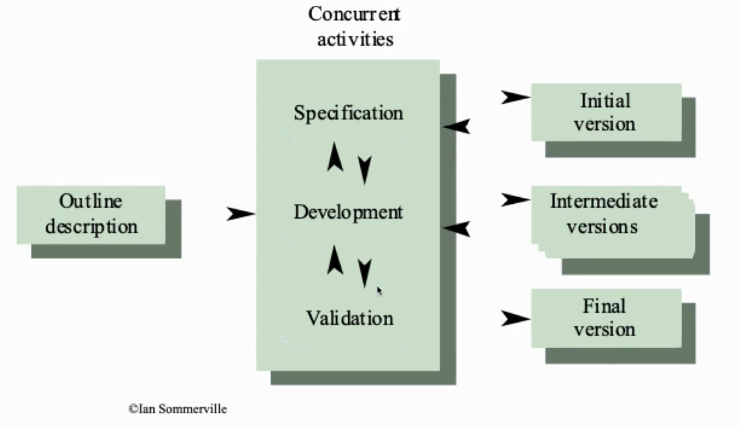 Concurrent
activities
Outline
description
Specification
Development
Validation
Initial
version
Intermediate
versions
Final
version
©Ian Sommerville